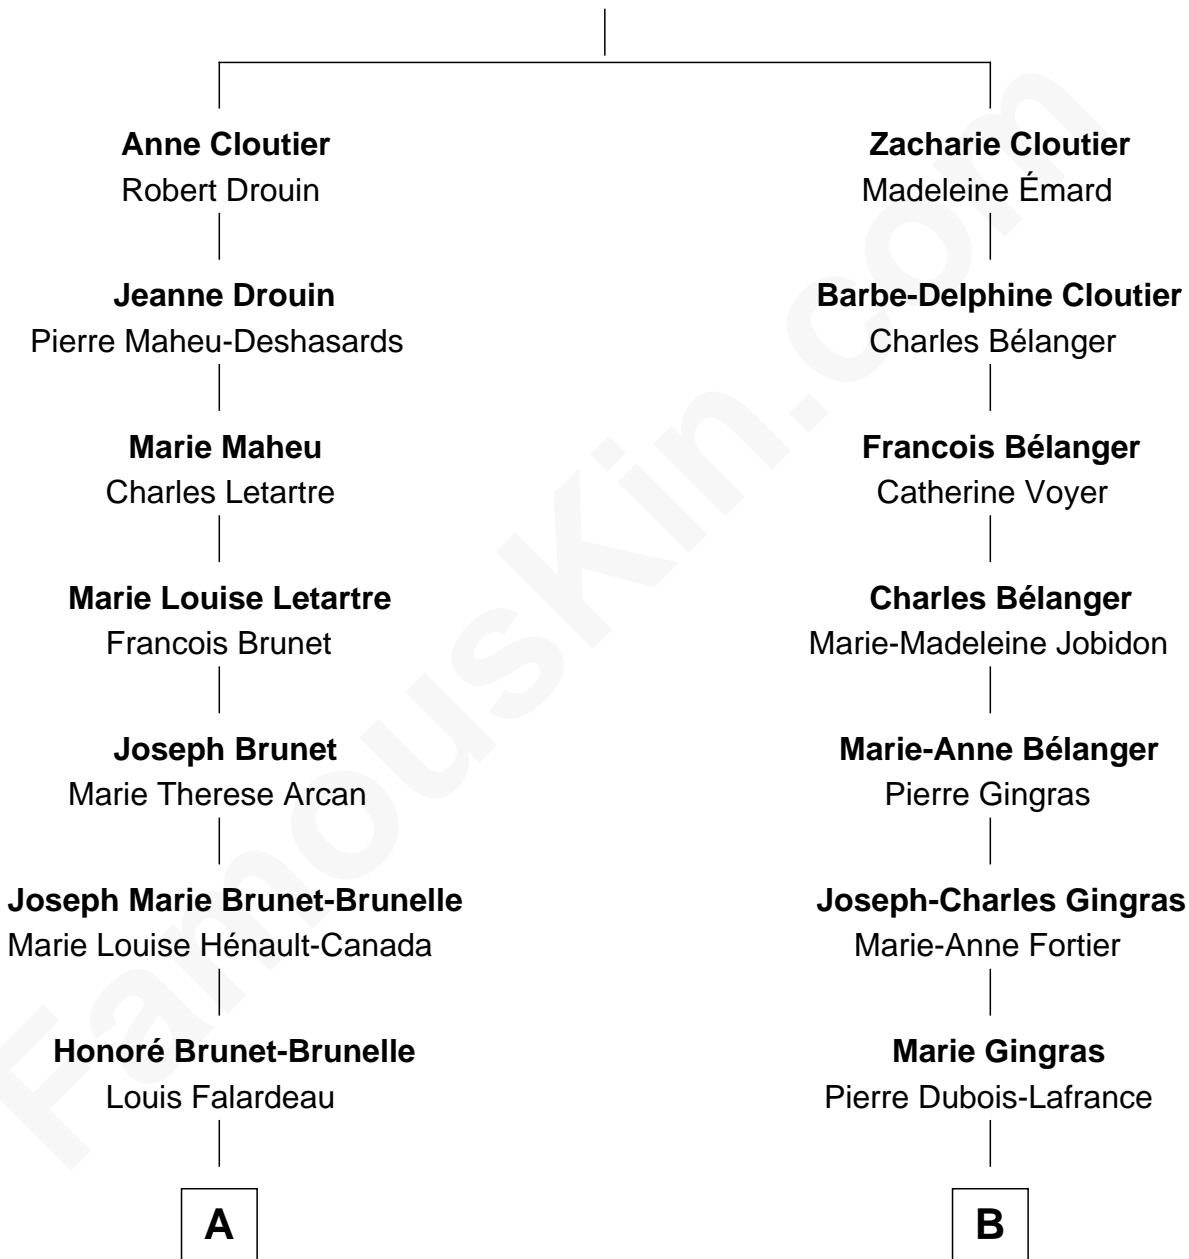 Anne Cloutier
Robert Drouin
Jeanne Drouin
Pierre Maheu-Deshasards
Marie Maheu
Charles Letartre
Marie Louise Letartre
Francois Brunet
Joseph Brunet
Marie Therese Arcan
Joseph Marie Brunet-Brunelle
Marie Louise Hénault-Canada
Honoré Brunet-Brunelle
Louis Falardeau
A
Zacharie Cloutier
Madeleine Émard
Barbe-Delphine Cloutier
Charles Bélanger
Francois Bélanger
Catherine Voyer
Charles Bélanger
Marie-Madeleine Jobidon
Marie-Anne Bélanger
Pierre Gingras
Joseph-Charles Gingras
Marie-Anne Fortier
Marie Gingras
Pierre Dubois-Lafrance
B
FamousKin.com